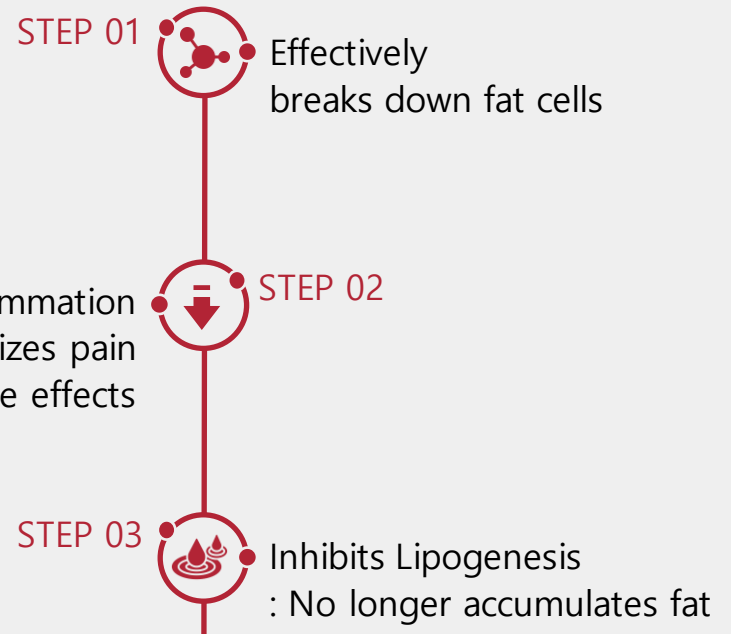 STEP 01
Effectively
breaks down fat cells
STEP 02
pain
effects
STEP 03
Inhibits Lipogenesis
: No longer accumulates fat